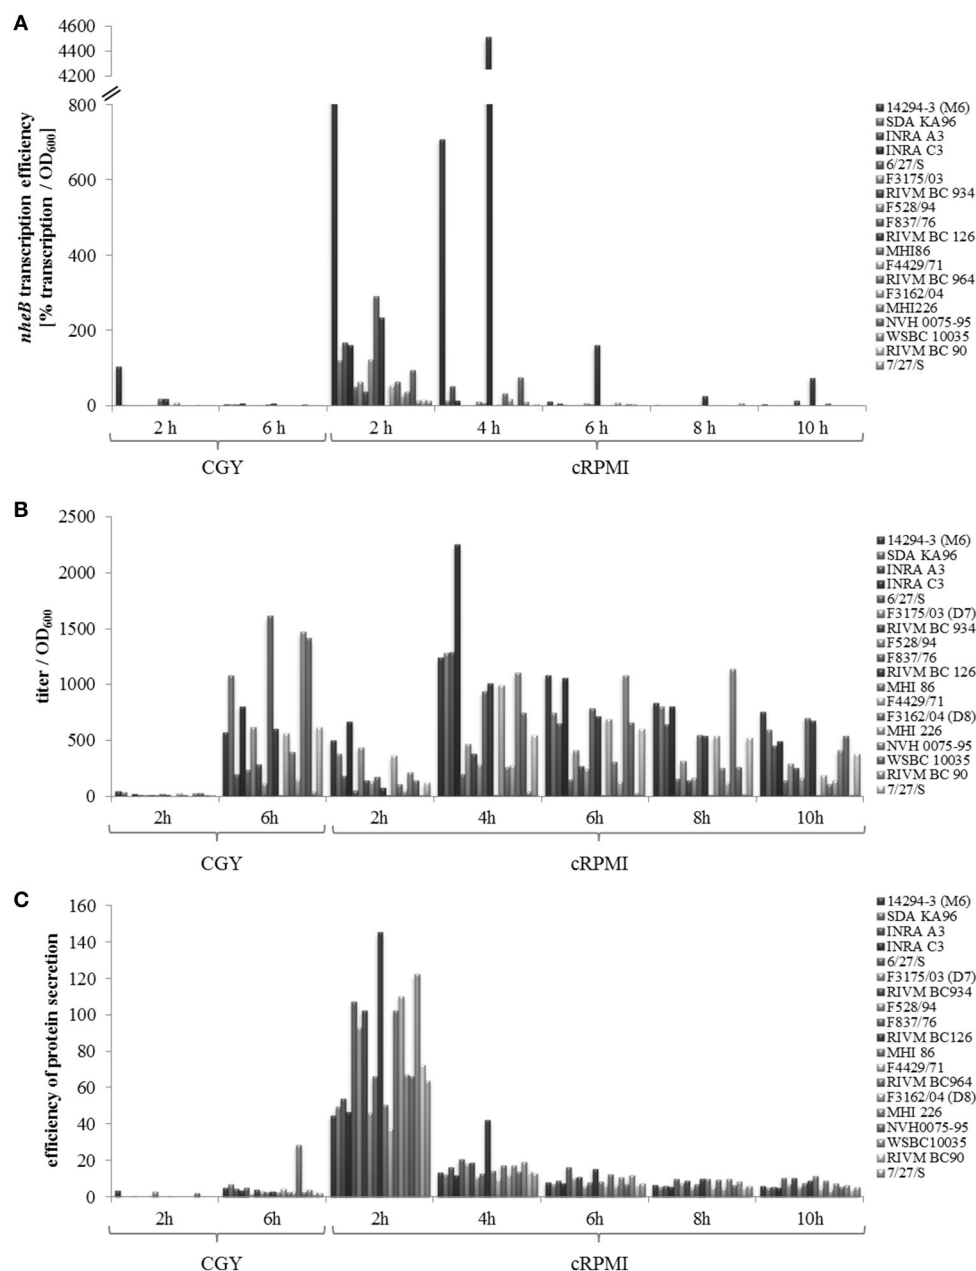 A
4600
4400
4200
800
600
400
200
0
nheB transcription efficiency
[% transcription / OD600]
2 h
6 h
2 h
4 h
6 h
8 h
10 h
CGY
cRPMI
14294-3 (M6)
SDA KA96
INRA A3
INRA C3
6/27/S
F3175/03
RIVM BC 934
F528/94
F837/76
RIVM BC 126
MHI86
F4429/71
RIVM BC 964
F3162/04
MHI226
NVH 0075-95
WSBC 10035
RIVM BC 90
7/27/S
B
2500
2000
1500
1000
500
0
titer / OD600
2h
6h
2h
4h
6h
8h
10h
CGY
cRPMI
14294-3 (M6)
SDA KA96
INRA A3
INRA C3
6/27/S
F3175/03 (D7)
RIVM BC 934
F528/94
F837/76
RIVM BC 126
MHI 86
F4429/71
F3162/04 (D8)
MHI 226
NVH 0075-95
WSBC 10035
RIVM BC 90
7/27/S
C
160
140
120
100
80
60
40
20
0
efficiency of protein secretion
2h
6h
2h
4h
6h
8h
10h
CGY
cRPMI
14294-3 (M6)
SDA KA96
INRA A3
INRA C3
6/27/S
F3175/03 (D7)
RIVM BC934
F528/94
F837/76
RIVM BC126
MHI 86
F4429/71
RIVM BC964
F3162/04 (D8)
MHI 226
NVH0075-95
WSBC10035
RIVM BC90
7/27/S